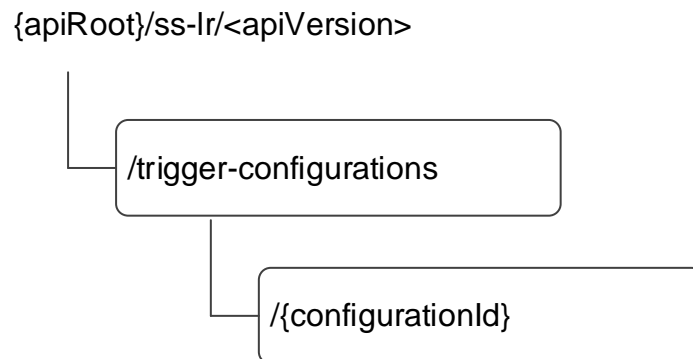 {apiRoot}/ss-lr/<apiVersion>
/trigger-configurations
/{configurationId}